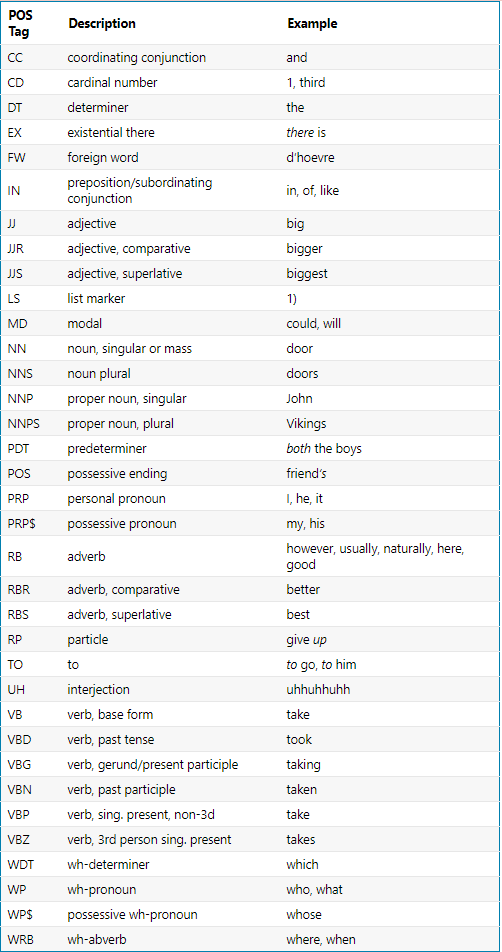 POS Tag Description Example
CC coordinating conjunction and
CD cardinal number 1, third
DT determiner the
EX existential there there is
FW foreign word d'hoevre
IN preposition/subordinating conjunction in, of, like
JJ adjective big
JJR adjective, comparative bigger
JJS adjective, superlative biggest
LS list marker 1)
MD modal could, will
NN noun, singular or mass door
NNS noun plural doors
NNP proper noun, singular John
NNPS proper noun, plural Vikings
PDT predeterminer both the boys
POS possessive ending friend's
PRP personal pronoun I, he, it
PRP$ possessive pronoun my, his
RB adverb however, usually, naturally, here, good
RBR adverb, comparative better
RBS adverb, superlative best
RP particle give up
TO to to go, to him
UH interjection uhhuhhuhh
VB verb, base form take
VBD verb, past tense took
VBG verb, gerund/present participle taking
VBN verb, past participle taken
VBP verb, sing. present, non-3d take
VBZ verb, 3rd person sing. present takes
WDT wh-determiner which
WP wh-pronoun who, what
WP$ possessive wh-pronoun whose
WRB wh-abverb where, when